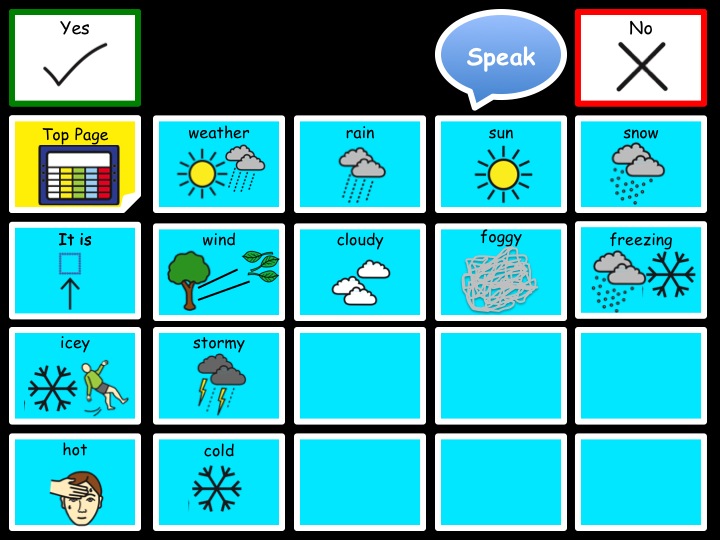 Yes
Speak
No
Top Page
weather
rain
sun
snow
It is
wind
cloudy
foggy
freezing
icey
stormy
hot
cold